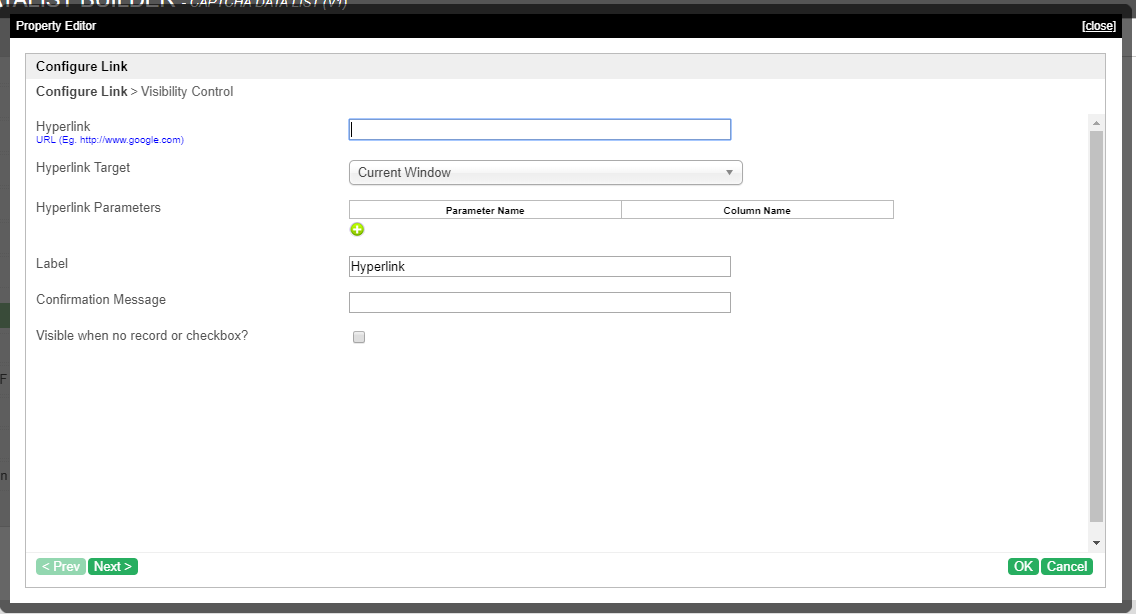 ATALIST BUILDER - CAPTCHA DATA LIST (V1)
Property Editor [close]
Configure Link
Configure Link > Visibility Control
Hyperlink
URL (Eg. http://www.google.com)
Hyperlink Target Current Window
Hyperlink Parameters Parameter Name Column Name
Label Hyperlink
Confirmation Message
Visible when no record or checkbox?
F
n
< Prev Next > OK Cancel